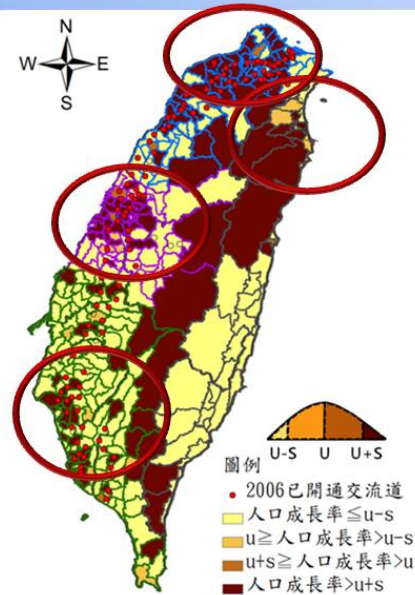 N
W E
S
U-S U U+S
圖例
2006已開通交流道
人口成長率≦u-s
u≧人口成長率>u-s
u+s≧人口成長率>u
人口成長率>u+s